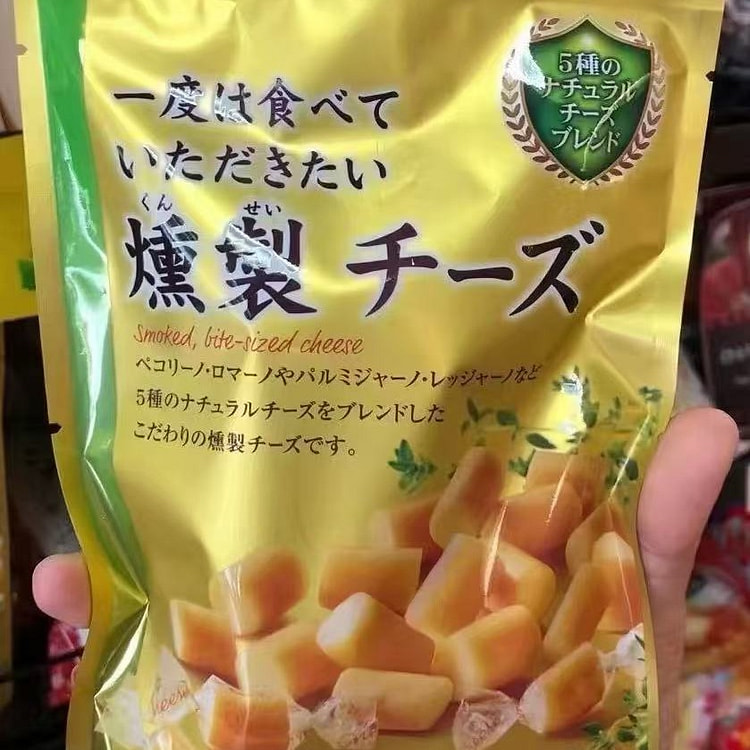 5種の
ナチュラル
チーズ
ブレンド
一度は食べて
いただきたい
くん せい
燻製 チーズ
smoked, bite-sized cheese
ペコリーノ・ロマーノやパルミジャーノ・レッジャーノなど
5種のナチュラルチーズをブレンドした
こだわりの燻製チーズです。